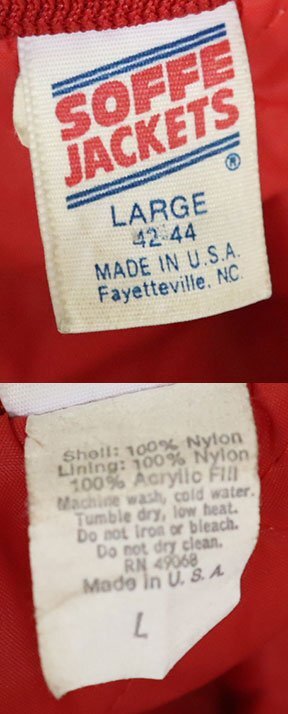 SOFFE
JACKETS
®
LARGE
42-44
MADE IN U.S.A.
Fayetteville, NC
Shell: 100% Nylon
Lining: 100% Nylon
100% Acrylic Fill
Machine wash, cold water.
Tumble dry, low heat.
Do not iron or bleach.
Do not dry clean.
RN 49068
Made in U.S.A.
L